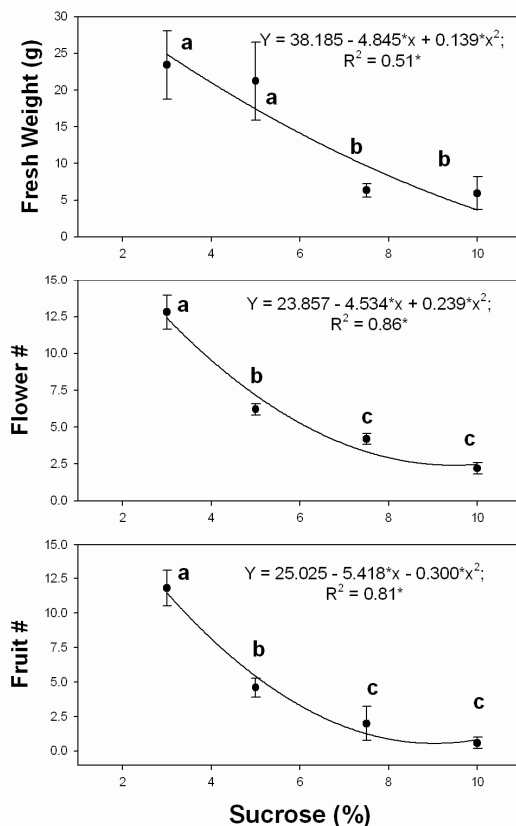 Y = 38.185 - 4.845*x + 0.139*x²;
R² = 0.51*
Fresh Weight (g)
30
25
20
15
10
5
0
a
a
b
b
2
4
6
8
10
Y = 23.857 - 4.534*x + 0.239*x²;
R² = 0.86*
Flower #
15.0
12.5
10.0
7.5
5.0
2.5
0.0
a
b
c
c
2
4
6
8
10
Y = 25.025 - 5.418*x - 0.300*x²;
R² = 0.81*
Fruit #
15.0
12.5
10.0
7.5
5.0
2.5
0.0
a
b
c
c
2
4
6
8
10
Sucrose (%)